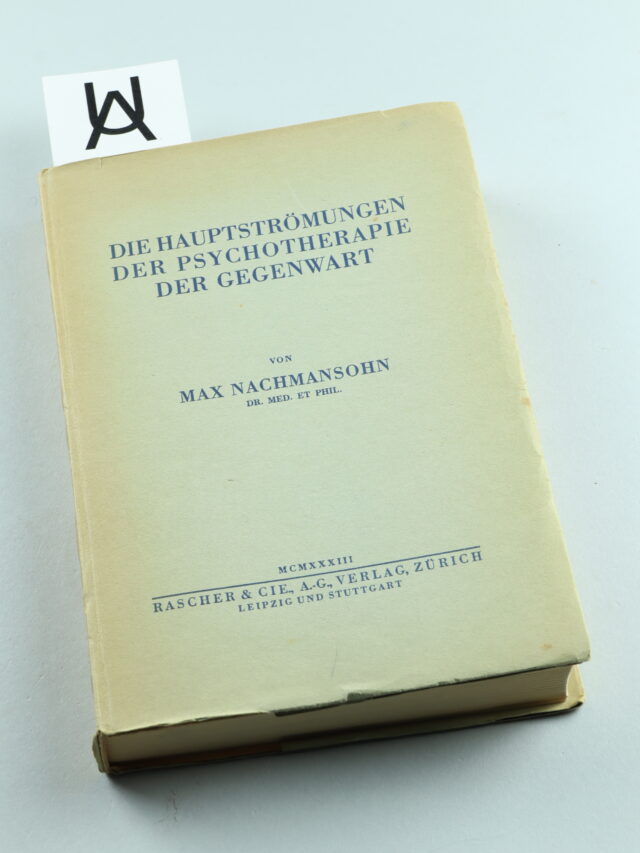 DIE HAUPTSTRÖMUNGEN
DER PSYCHOTHERAPIE
DER GEGENWART
VON
MAX NACHMANSOHN
DR. MED. ET PHIL.
MCMXXXIII
RASCHER & CIE., A.-G., VERLAG, ZÜRICH
LEIPZIG UND STUTTGART